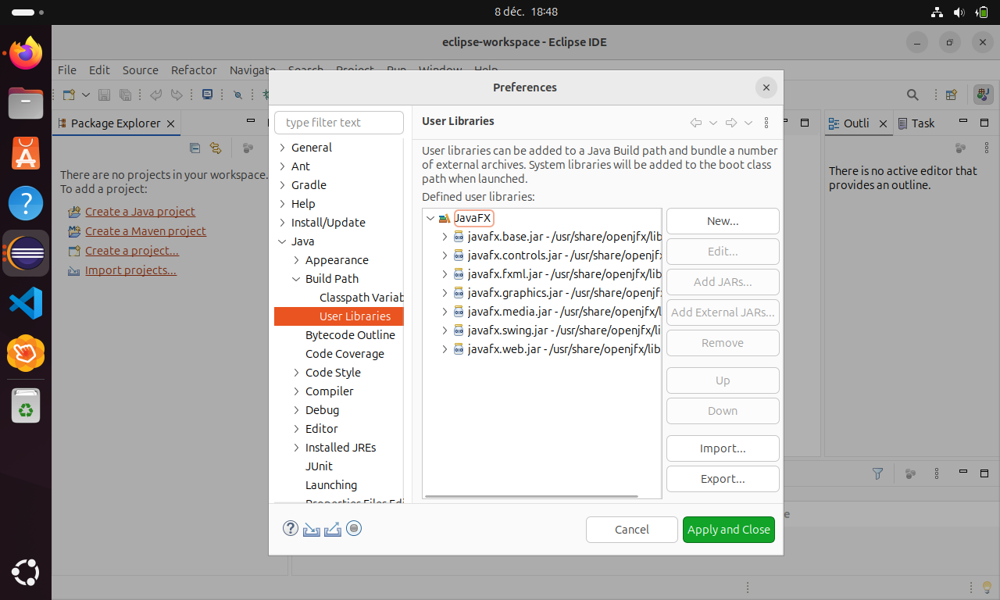 8 déc. 18:48
eclipse-workspace - Eclipse IDE
File Edit Source Refactor Navigate Search Project Run Window Help
Preferences
Package Explorer
Outli
Task
type filter text
User Libraries
General
Ant
Gradle
Help
Install/Update
Java
Appearance
Build Path
Classpath Variab
User Libraries
Bytecode Outline
Code Coverage
Code Style
Compiler
Debug
Editor
Installed JREs
JUnit
Launching
Properties Files Edi
There are no projects in your workspace.
To add a project:
Create a Java project
Create a Maven project
Create a project...
Import projects...
User libraries can be added to a Java Build path and bundle a number
of external archives. System libraries will be added to the boot class
path when launched.
Defined user libraries:
JavaFX
javafx.base.jar - /usr/share/openjfx/lib
javafx.controls.jar - /usr/share/openjfx
javafx.fxml.jar - /usr/share/openjfx/lib
javafx.graphics.jar - /usr/share/openjf
javafx.media.jar - /usr/share/openjfx/l
javafx.swing.jar - /usr/share/openjfx/li
javafx.web.jar - /usr/share/openjfx/lib
New...
Edit...
Add JARs...
Add External JARs...
Remove
Up
Down
Import...
Export...
There is no active editor that
provides an outline.
Cancel
Apply and Close